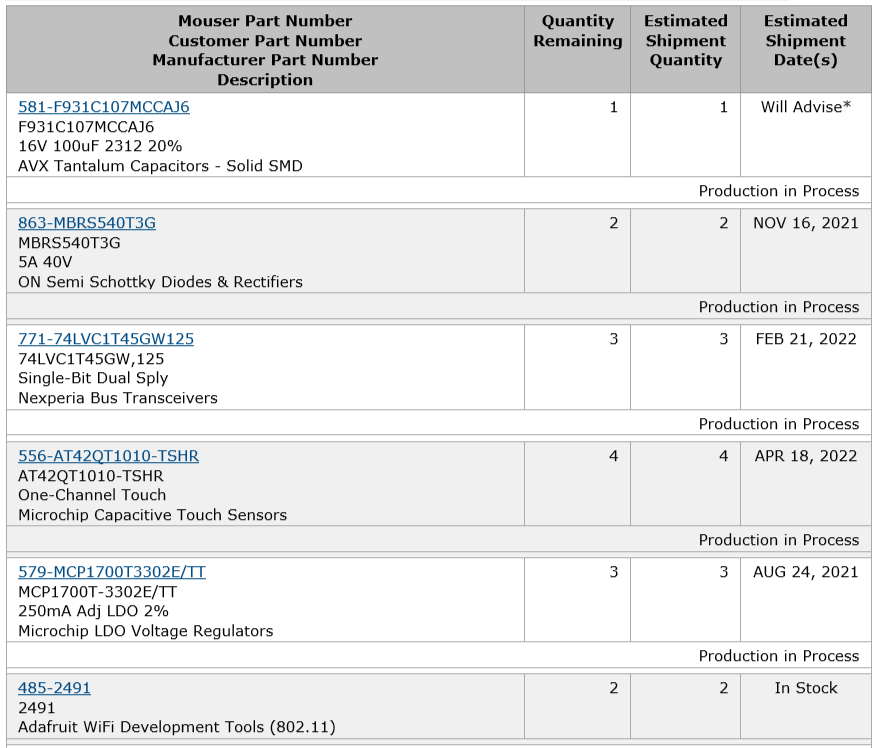 Mouser Part Number
Customer Part Number
Manufacturer Part Number
Description
Quantity
Remaining
Estimated
Shipment
Quantity
Estimated
Shipment
Date(s)
581-F931C107MCCAJ6 1 1 Will Advise*
F931C107MCCAJ6
16V 100uF 2312 20%
AVX Tantalum Capacitors - Solid SMD
Production in Process
863-MBRS540T3G 2 2 NOV 16, 2021
MBRS540T3G
5A 40V
ON Semi Schottky Diodes & Rectifiers
Production in Process
771-74LVC1T45GW125 3 3 FEB 21, 2022
74LVC1T45GW,125
Single-Bit Dual Sply
Nexperia Bus Transceivers
Production in Process
556-AT42QT1010-TSHR 4 4 APR 18, 2022
AT42QT1010-TSHR
One-Channel Touch
Microchip Capacitive Touch Sensors
Production in Process
579-MCP1700T3302E/TT 3 3 AUG 24, 2021
MCP1700T-3302E/TT
250mA Adj LDO 2%
Microchip LDO Voltage Regulators
Production in Process
485-2491 2 2 In Stock
2491
Adafruit WiFi Development Tools (802.11)